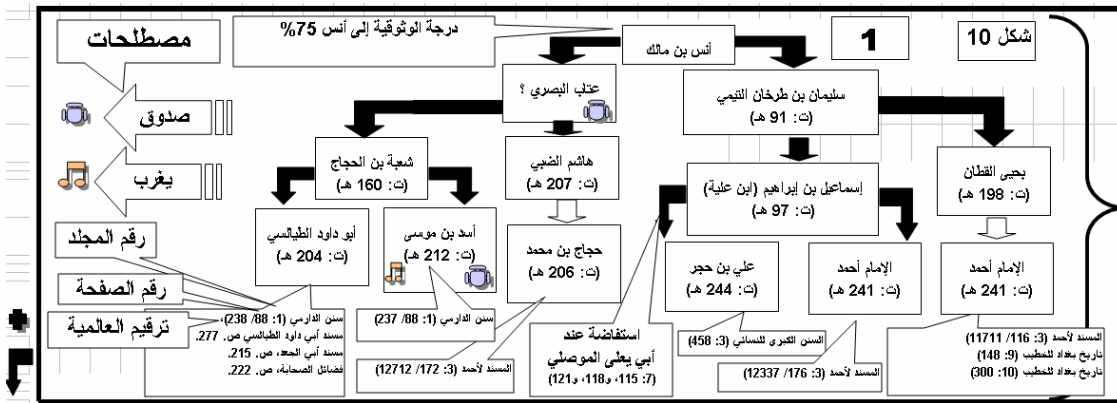 شكل 10
1
درجة الوثوقية إلى أنس 75%
مصطلحات
أنس بن مالك
صدوق
يغرب
عتاب البصري ؟
سليمان بن طرخان التيمي
(ت: 91 هـ)
شعبة بن الحجاج
(ت: 160 هـ)
هاشم الضبي
(ت: 207 هـ)
إسماعيل بن إبراهيم (ابن علية)
(ت: 97 هـ)
يحيى القطان
(ت: 198 هـ)
أبو داود الطيالسي
(ت: 204 هـ)
أسد بن موسى
(ت: 212 هـ)
حجاج بن محمد
(ت: 206 هـ)
علي بن حجر
(ت: 244 هـ)
الإمام أحمد
(ت: 241 هـ)
الإمام أحمد
(ت: 241 هـ)
رقم المجلد
رقم الصفحة
ترقيم العالمية
سنن الدارمي (1: 88/ 238)،
مسند أبي داود الطيالسي ص. 277.
مسند أبي الجعد، ص. 215.
فضائل الصحابة، ص. 222.
سنن الدارمي (1: 88/ 237)
المسند لأحمد (3: 172/ 12712)
استفاضة عند
أبي يعلى الموصلي
(7: 115، و118، و121)
السنن الكبرى للنسائي (3: 458)
المسند لأحمد (3: 176/ 12337)
المسند لأحمد (3: 116/ 11711)
تاريخ بغداد للخطيب (9: 148)
تاريخ بغداد للخطيب (10: 300)